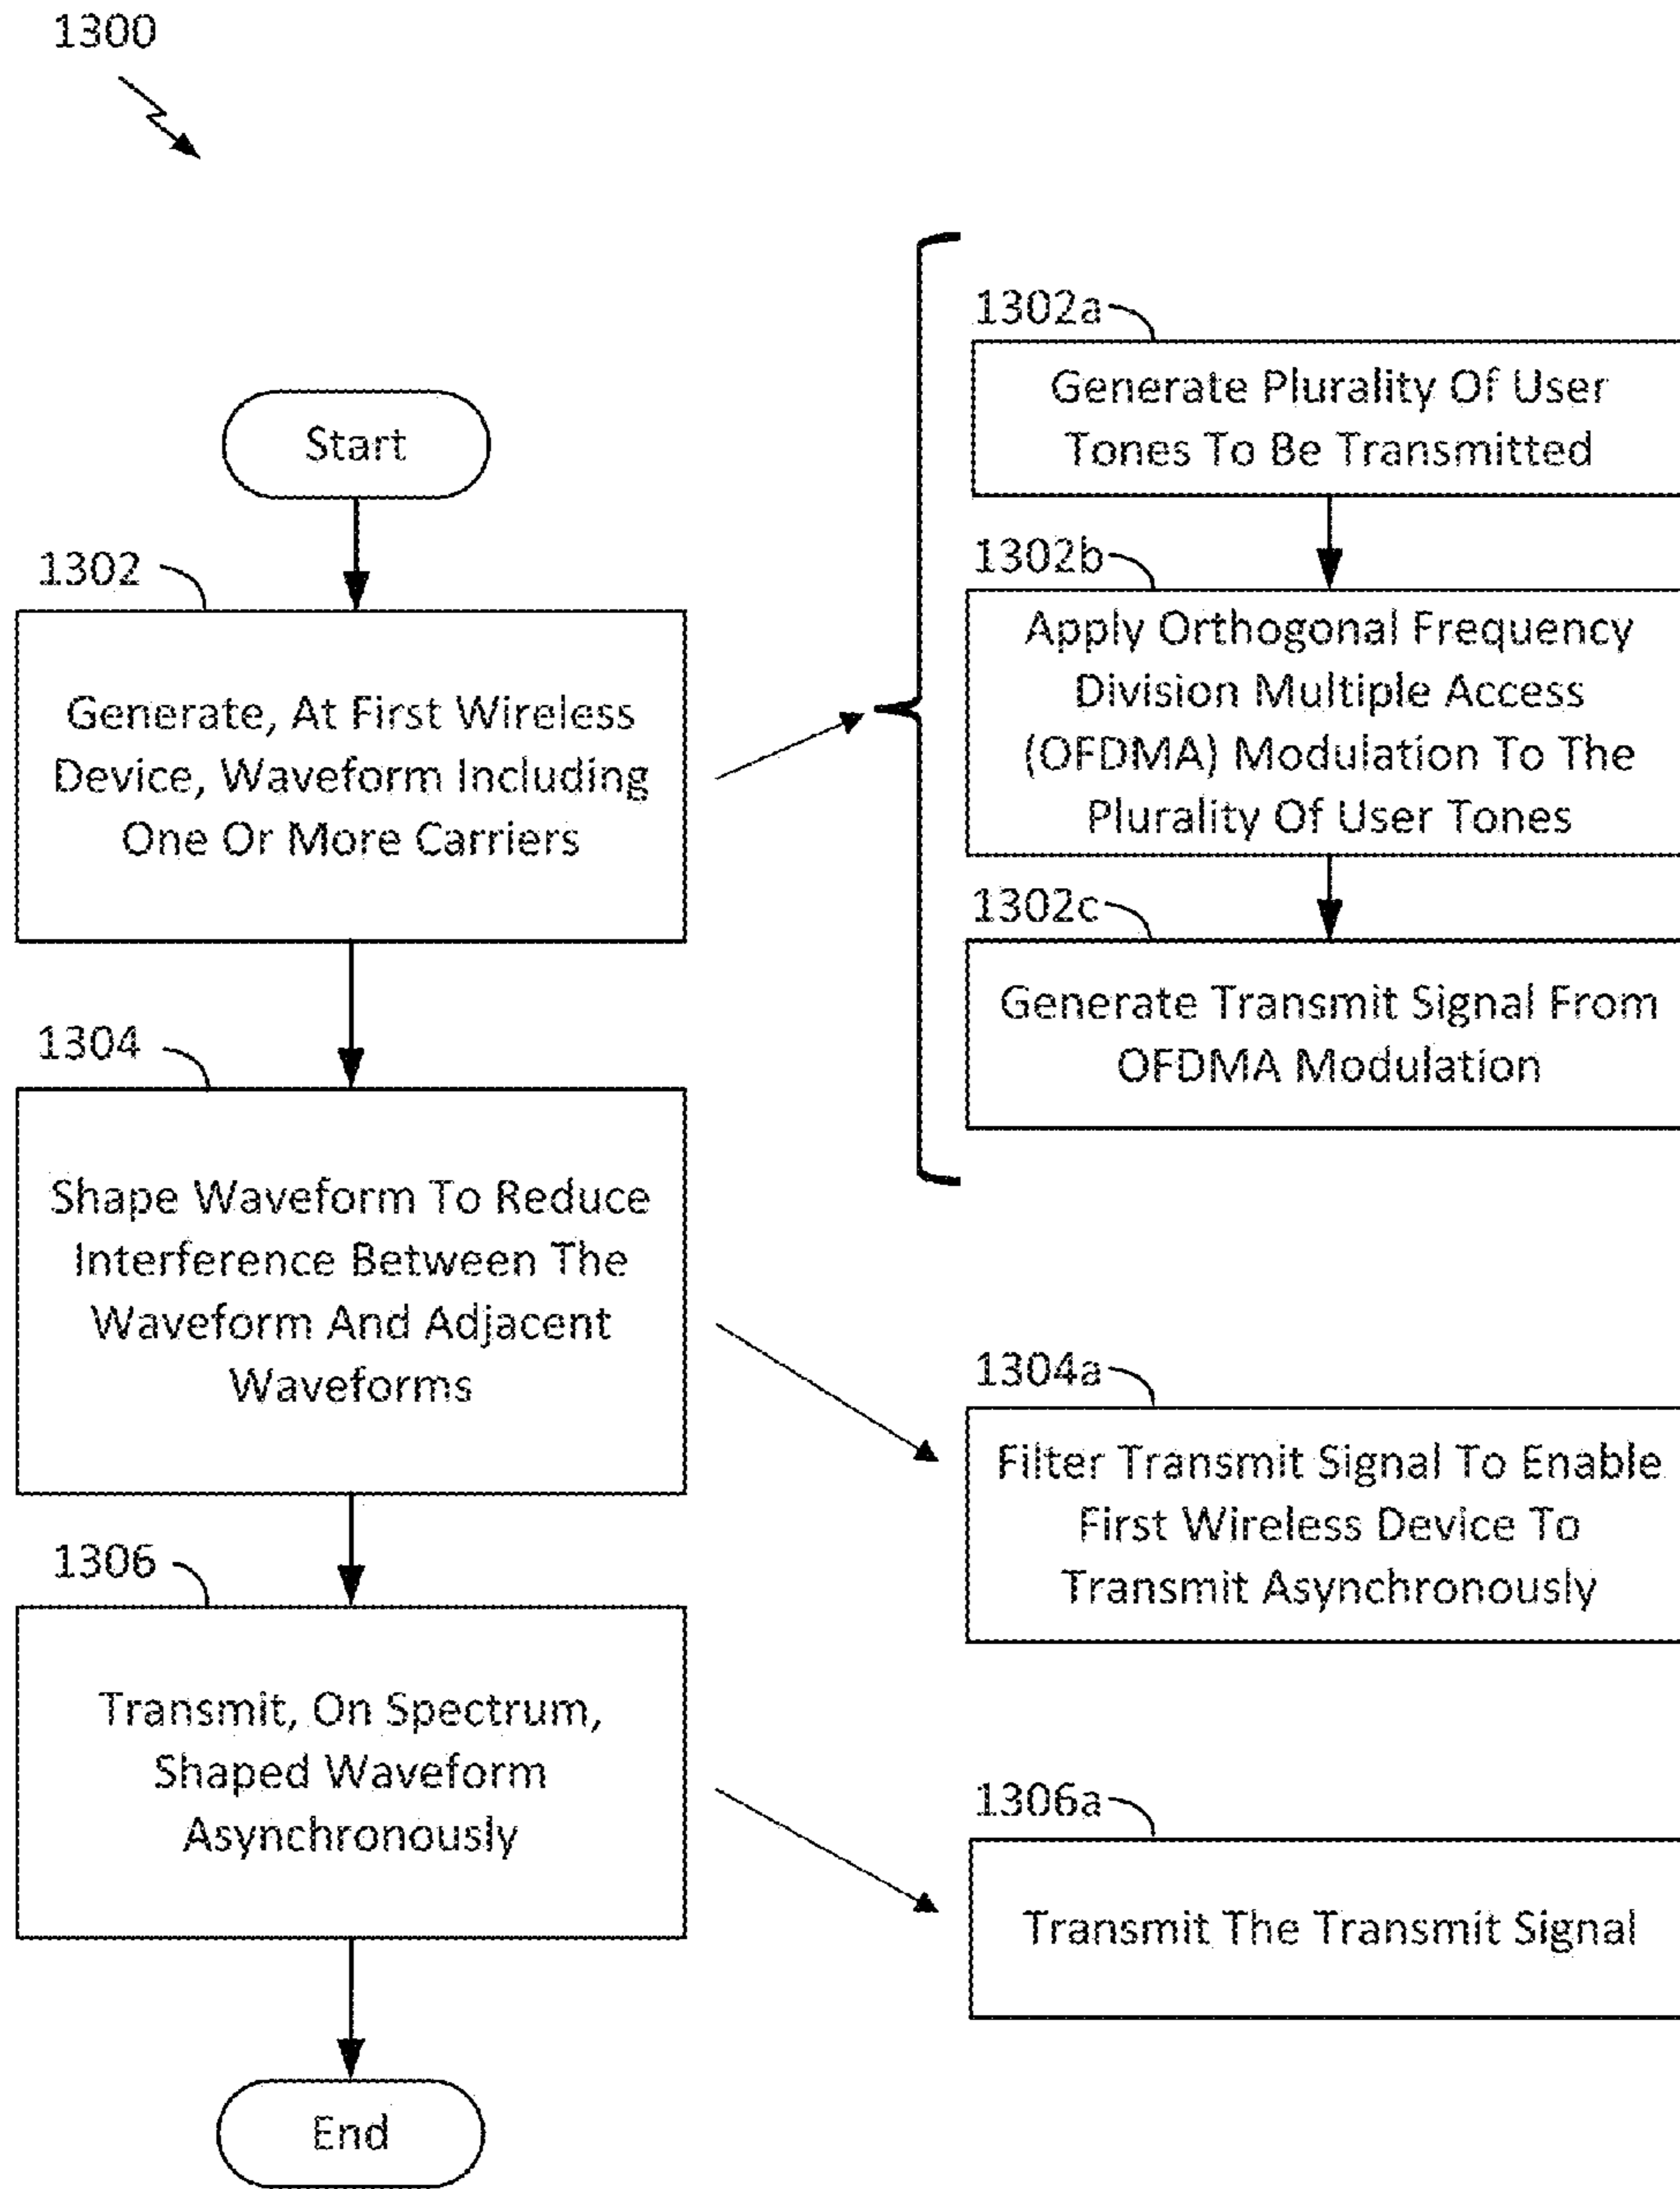 1300
Start
1302
Generate, At First Wireless
Device, Waveform Including
One Or More Carriers
1304
Shape Waveform To Reduce
Interference Between The
Waveform And Adjacent
Waveforms
1306
Transmit, On Spectrum,
Shaped Waveform
Asynchronously
End
1302a
Generate Plurality Of User
Tones To Be Transmitted
1302b
Apply Orthogonal Frequency
Division Multiple Access
(OFDMA) Modulation To The
Plurality Of User Tones
1302c
Generate Transmit Signal From
OFDMA Modulation
1304a
Filter Transmit Signal To Enable
First Wireless Device To
Transmit Asynchronously
1306a
Transmit The Transmit Signal